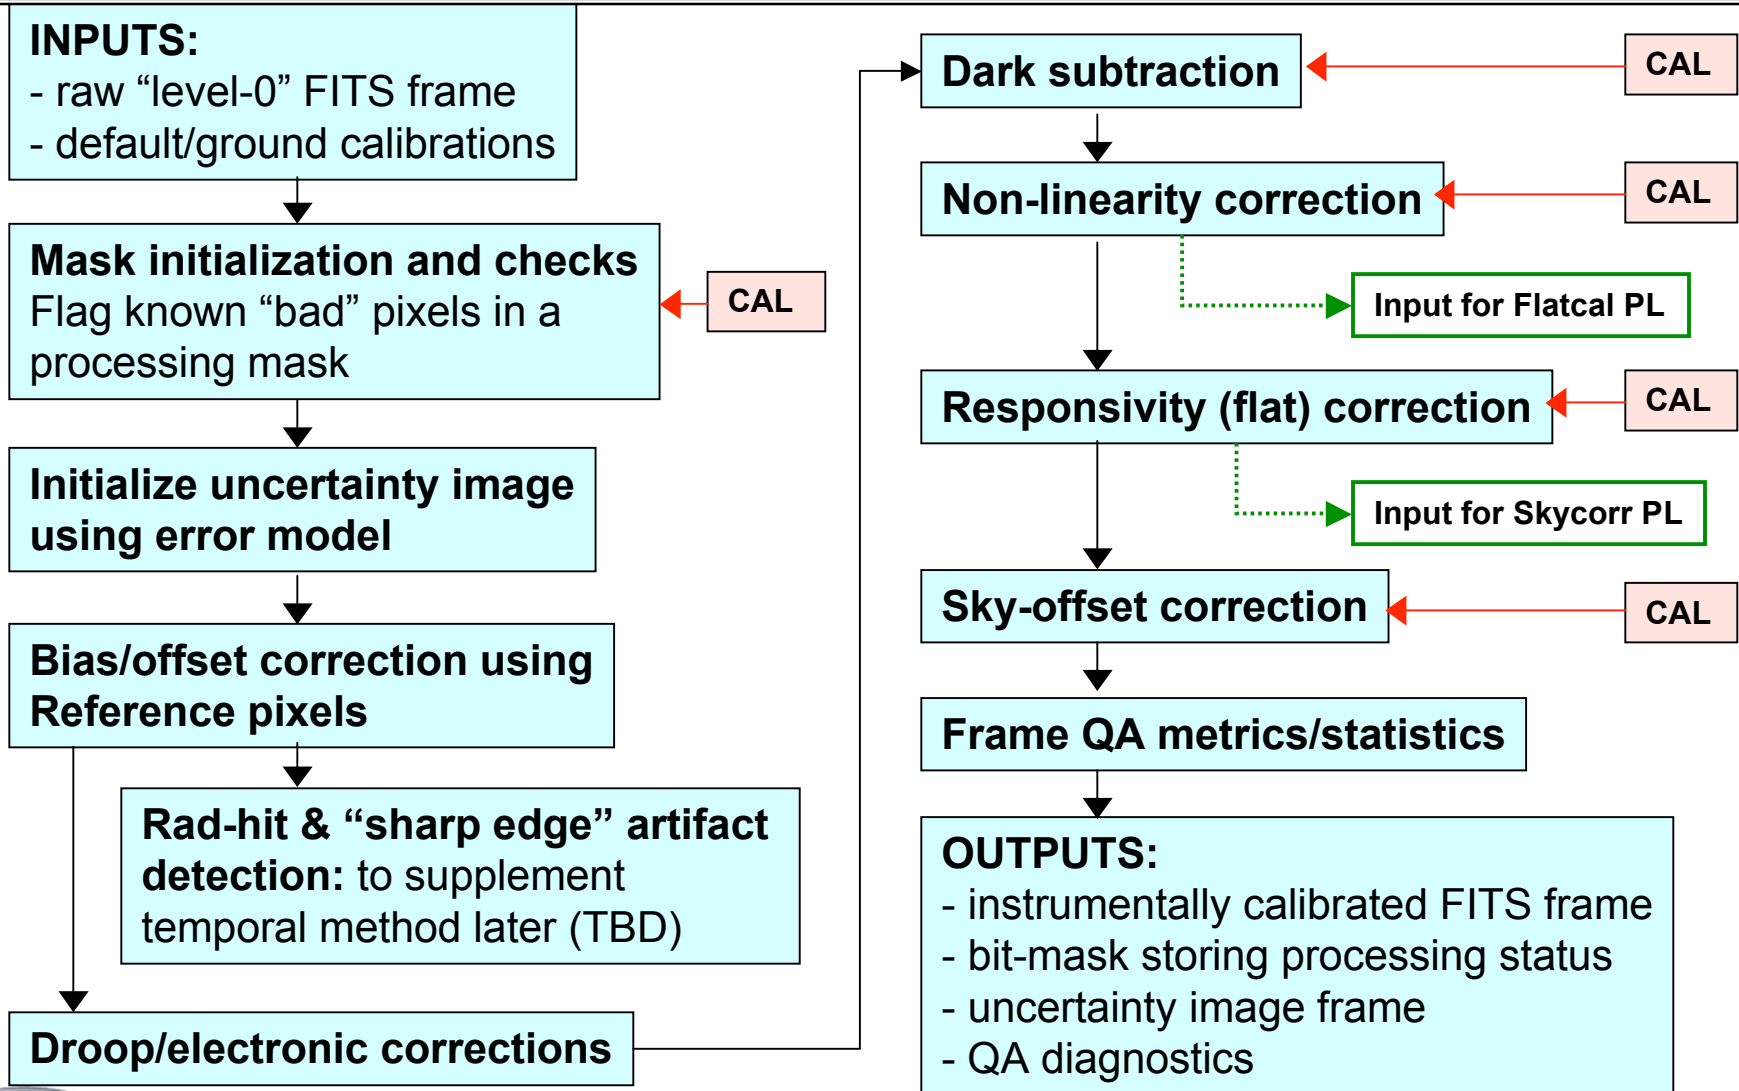 INPUTS:
- raw “level-0” FITS frame
- default/ground calibrations
Mask initialization and checks
Flag known “bad” pixels in a
processing mask
CAL
Initialize uncertainty image
using error model
Bias/offset correction using
Reference pixels
Rad-hit & “sharp edge” artifact
detection: to supplement
temporal method later (TBD)
Droop/electronic corrections
Dark subtraction
CAL
Non-linearity correction
CAL
Input for Flatcal PL
Responsivity (flat) correction
CAL
Input for Skycorr PL
Sky-offset correction
CAL
Frame QA metrics/statistics
OUTPUTS:
- instrumentally calibrated FITS frame
- bit-mask storing processing status
- uncertainty image frame
- QA diagnostics